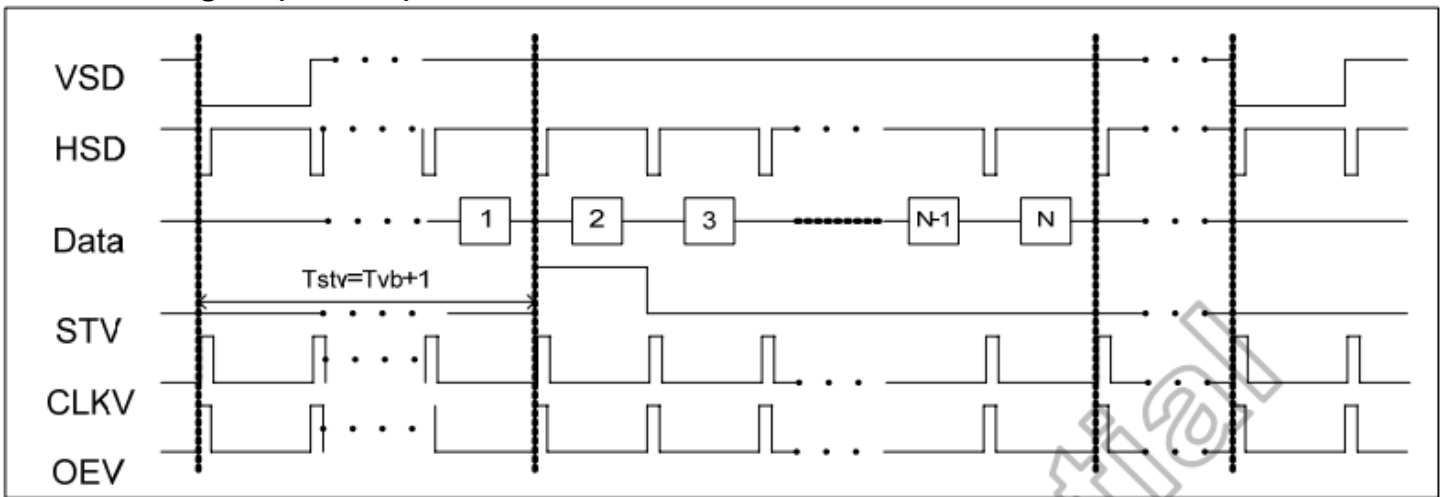 VSD
HSD
Data 1 2 3 N-1 N
Tstv=Tvb+1
STV
CLKV
OEV